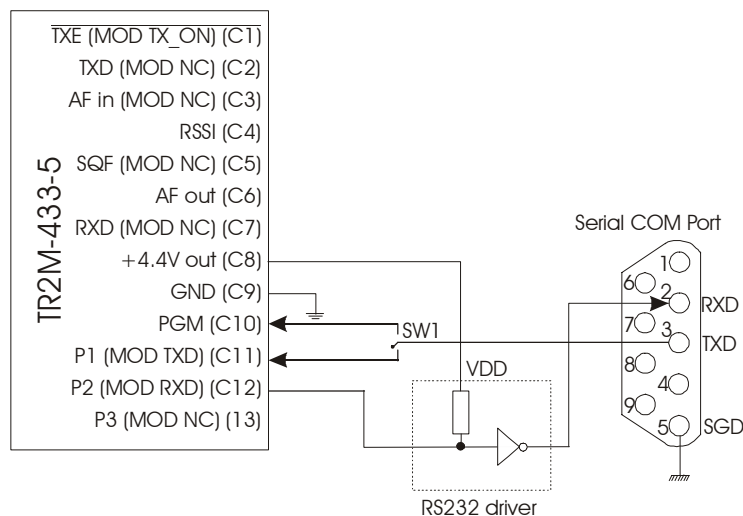 TR2M-433-5
TXE (MOD TX_ON) (C1)
TXD (MOD NC) (C2)
AF in (MOD NC) (C3)
RSSI (C4)
SQF (MOD NC) (C5)
AF out (C6)
RXD (MOD NC) (C7)
+4.4V out (C8)
GND (C9)
PGM (C10)
P1 (MOD TXD) (C11)
P2 (MOD RXD) (C12)
P3 (MOD NC) (13)
SW1
VDD
RS232 driver
Serial COM Port
1
6
2
RXD
7
3
TXD
8
4
9
5
SGD